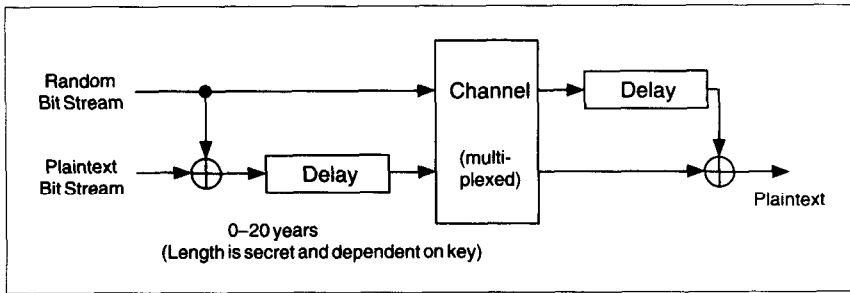 Random
Bit Stream
Channel
Delay
Plaintext
Bit Stream
Delay
(multi-
plexed)
Plaintext
0–20 years
(Length is secret and dependent on key)